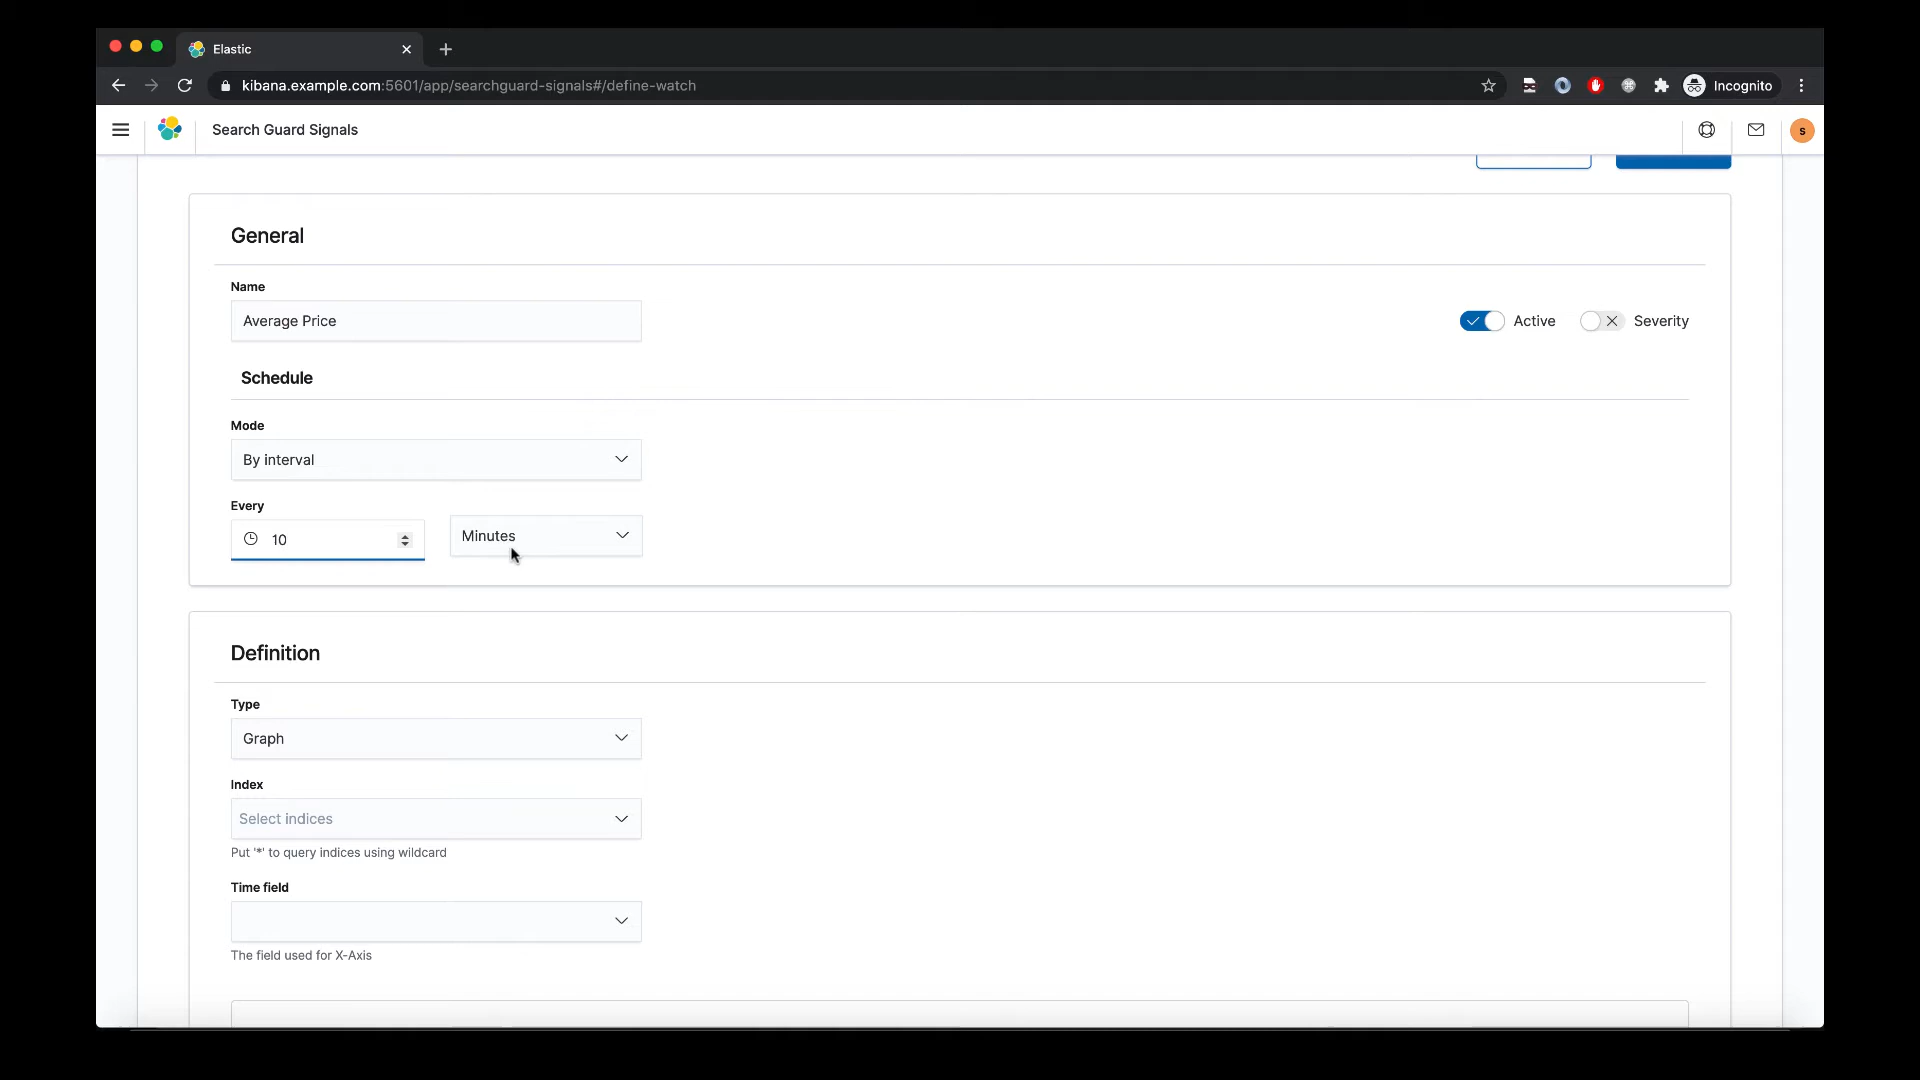 Elastic
kibana.example.com:5601/app/searchguard-signals#/define-watch
Incognito
Search Guard Signals
s
General
Name
Average Price
Active
Severity
Schedule
Mode
By interval
Every
10
Minutes
Definition
Type
Graph
Index
Select indices
Put '*' to query indices using wildcard
Time field
The field used for X-Axis